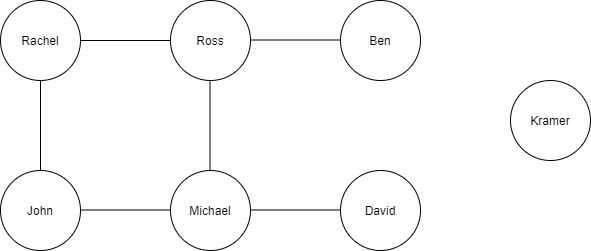 Rachel
Ross
Ben
Kramer
John
Michael
David